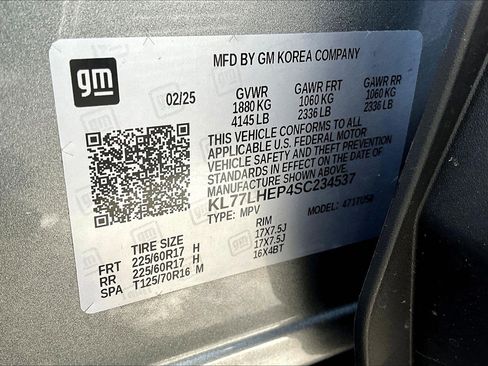 gm
MFD BY GM KOREA COMPANY
02/25 GVWR GAWR FRT GAWR RR
1880 KG 1060 KG 1060 KG
4145 LB 2336 LB 2336 LB
THIS VEHICLE CONFORMS TO ALL
APPLICABLE U.S. FEDERAL MOTOR
VEHICLE SAFETY AND THEFT PREVENTION
STANDARDS IN EFFECT ON THE DATE OF
MANUFACTURE SHOWN ABOVE.
KL77LHEP4SC234537
TYPE: MPV MODEL:
TIRE SIZE RIM
FRT 225/60R17 H 17X7.5J
RR 225/60R17 H 17X7.5J
SPA T125/70R16 M 16X4BT